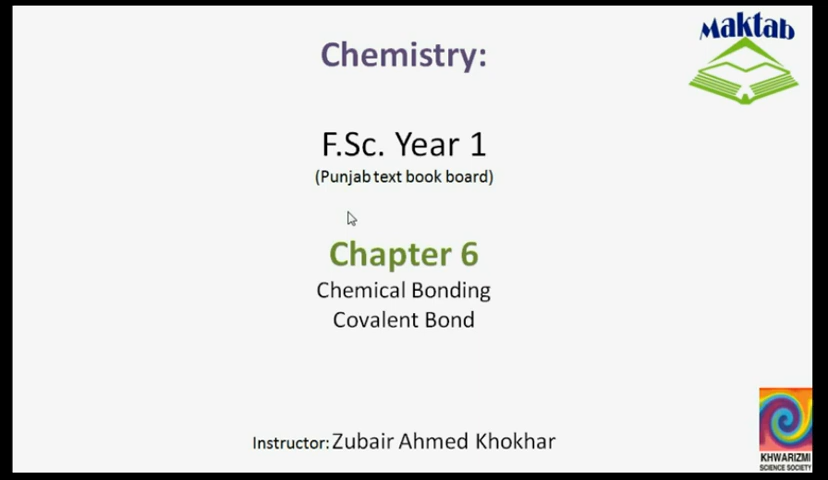 Maktab
Chemistry:
F.Sc. Year 1
(Punjab text book board)
Chapter 6
Chemical Bonding
Covalent Bond
Instructor: Zubair Ahmed Khokhar
KHWARIZMI
SCIENCE SOCIETY